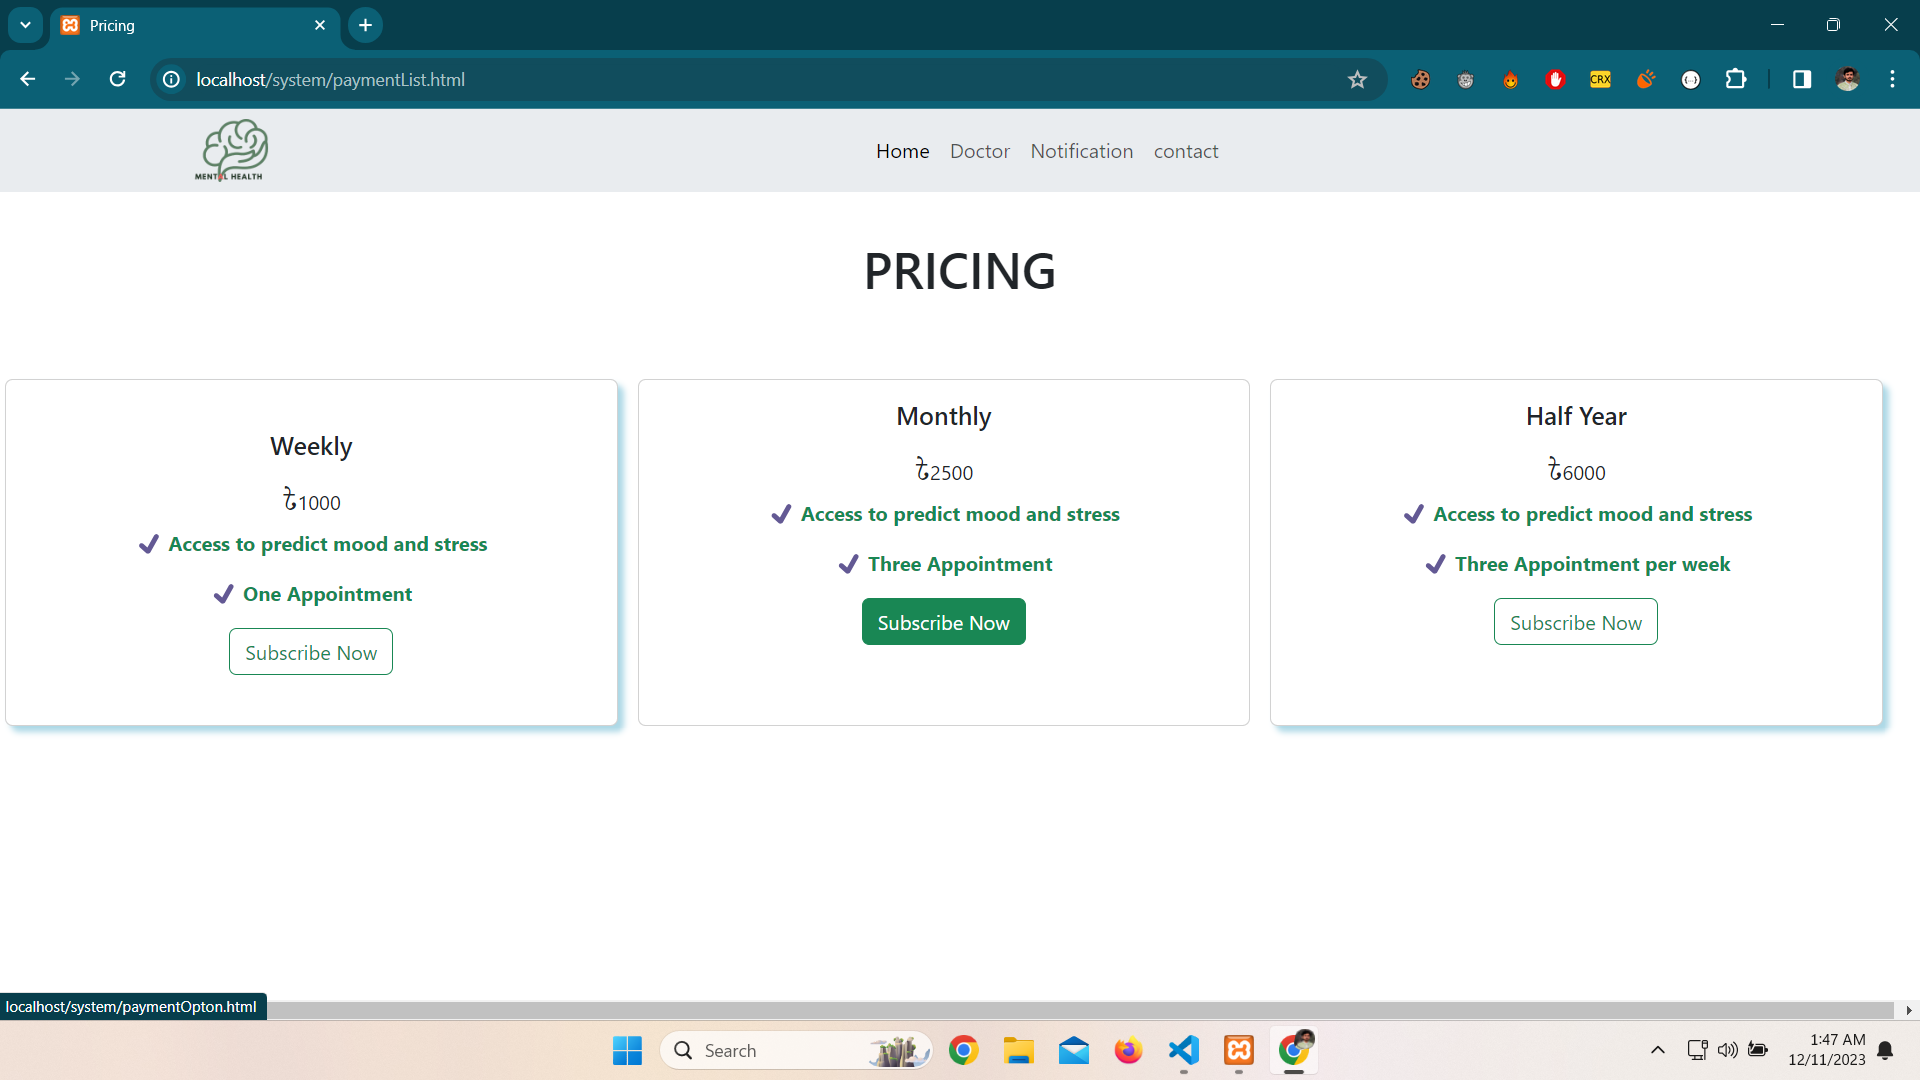 Pricing
localhost/system/paymentList.html
CRX
MENTAL HEALTH
Home Doctor Notification contact
PRICING
Weekly
৳1000
✔ Access to predict mood and stress
✔ One Appointment
Subscribe Now
Monthly
৳2500
✔ Access to predict mood and stress
✔ Three Appointment
Subscribe Now
Half Year
৳6000
✔ Access to predict mood and stress
✔ Three Appointment per week
Subscribe Now
localhost/system/paymentOpton.html
Search
1:47 AM
12/11/2023